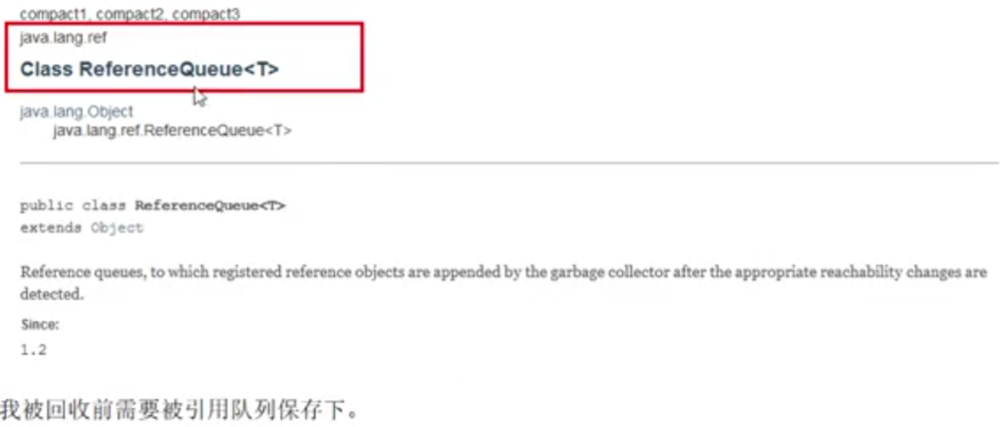 compact1, compact2, compact3
java.lang.ref
Class ReferenceQueue<T>
java.lang.Object
java.lang.ref.ReferenceQueue<T>
public class ReferenceQueue<T>
extends Object
Reference queues, to which registered reference objects are appended by the garbage collector after the appropriate reachability changes are
detected.
Since:
1.2
我被回收前需要被引用队列保存下。